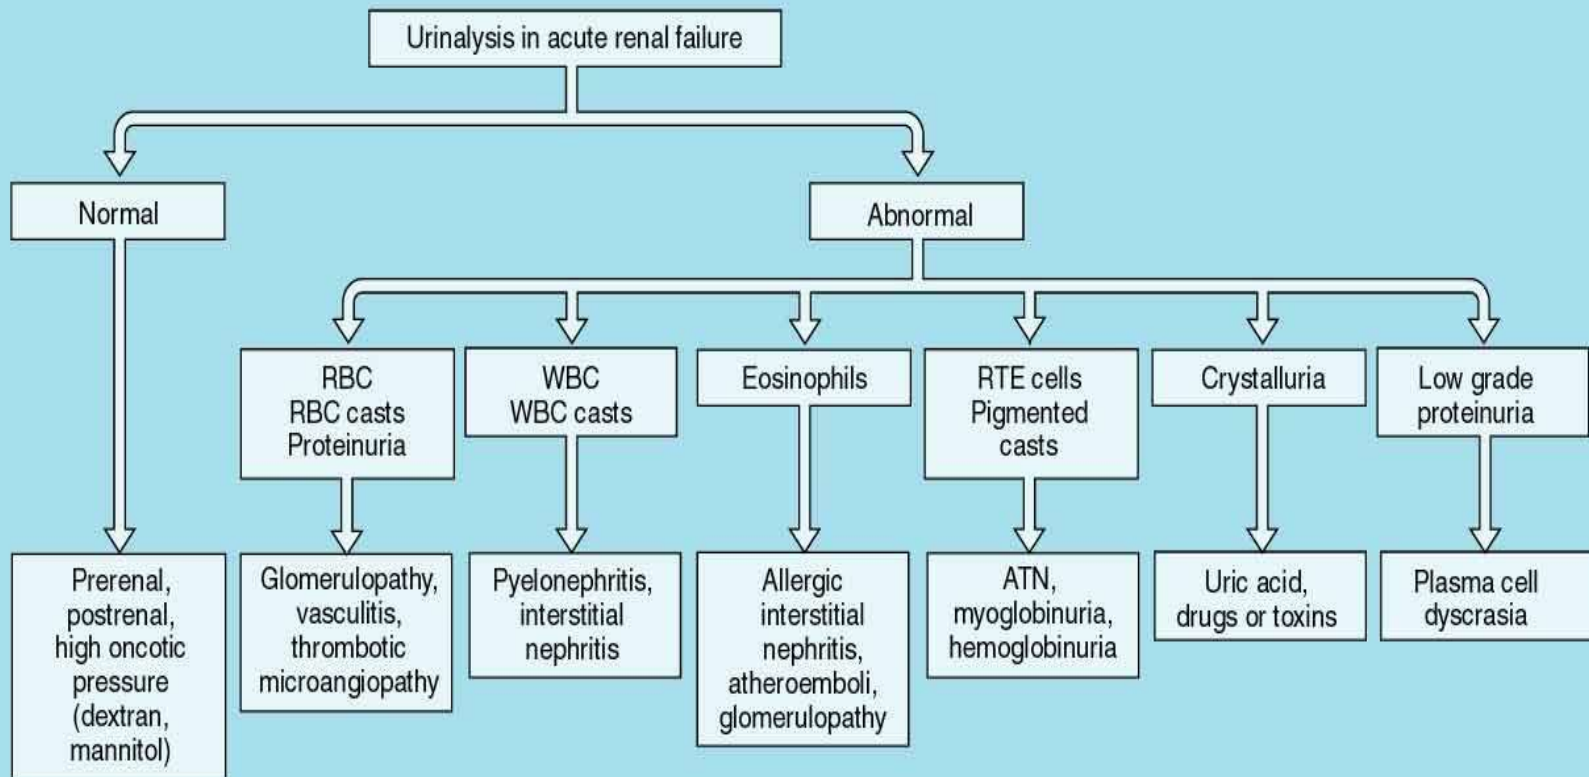 Urinalysis in acute renal failure
Normal
Abnormal
RBC
RBC casts
Proteinuria
WBC
WBC casts
Eosinophils
RTE cells
Pigmented
casts
Crystalluria
Low grade
proteinuria
Prerenal,
postrenal,
high oncotic
pressure
(dextran,
mannitol)
Glomerulopathy,
vasculitis,
thrombotic
microangiopathy
Pyelonephritis,
interstitial
nephritis
Allergic
interstitial
nephritis,
atheroemboli,
glomerulopathy
ATN,
myoglobinuria,
hemoglobinuria
Uric acid,
drugs or toxins
Plasma cell
dyscrasia